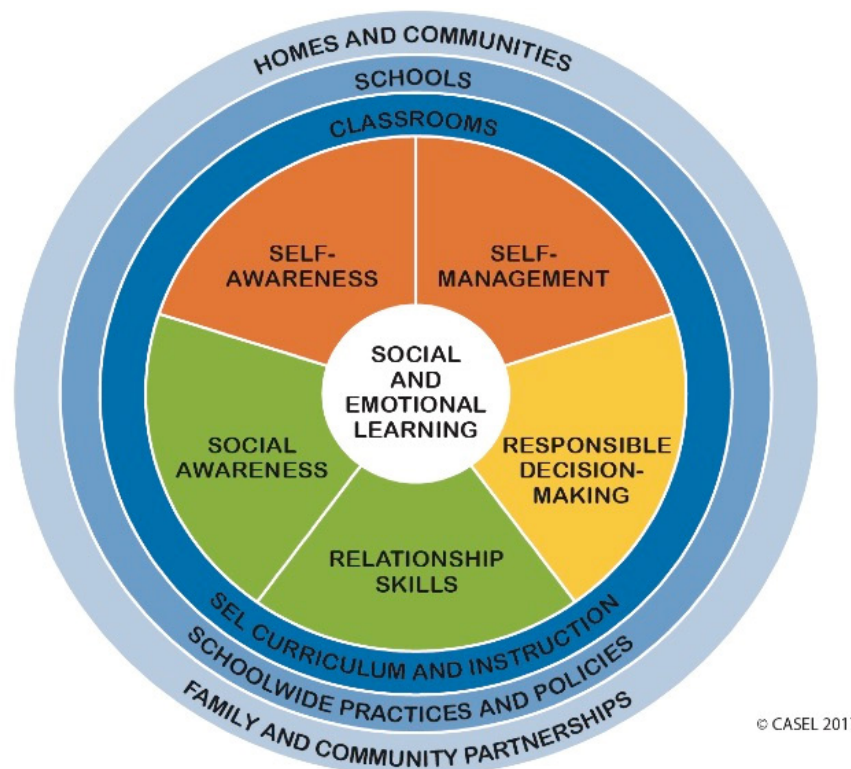 HOMES AND COMMUNITIES
SCHOOLS
CLASSROOMS
SELF-
AWARENESS
SELF-
MANAGEMENT
SOCIAL
AND
EMOTIONAL
LEARNING
SOCIAL
AWARENESS
RESPONSIBLE
DECISION-
MAKING
RELATIONSHIP
SKILLS
SEL CURRICULUM AND INSTRUCTION
SCHOOLWIDE PRACTICES AND POLICIES
FAMILY AND COMMUNITY PARTNERSHIPS
© CASEL 201